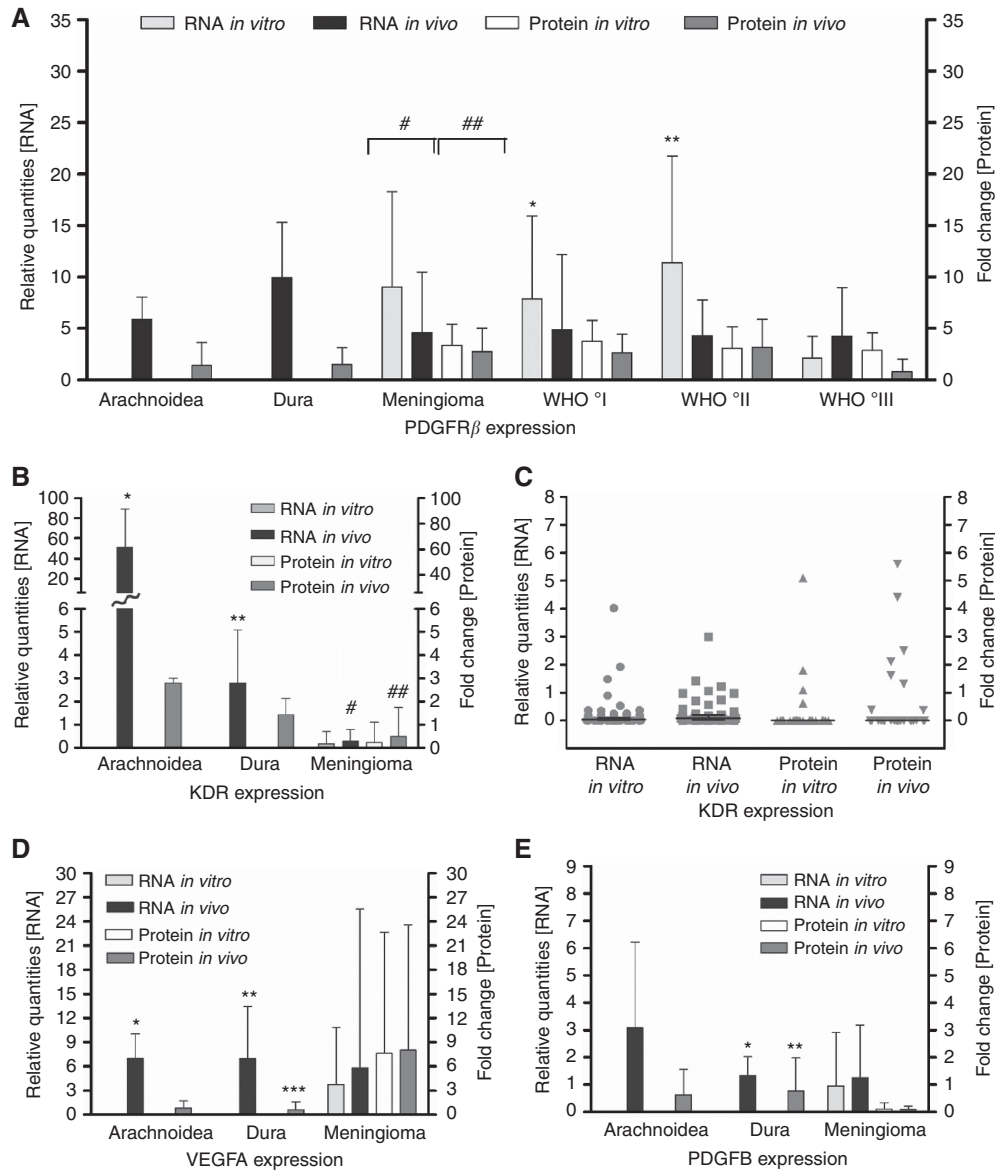 A
RNA in vitro RNA in vivo Protein in vitro Protein in vivo
35 35
30 30
25 25
20 20
15 15
10 10
5 5
0 0
Relative quantities [RNA]
Fold change [Protein]
# ##
* **
Arachnoidea Dura Meningioma WHO °I WHO °II WHO °III
PDGFRβ expression
B
100 100
80 80
60 60
40 40
20 20
6 6
5 5
4 4
3 3
2 2
1 1
0 0
Relative quantities [RNA]
Fold change [Protein]
RNA in vitro
RNA in vivo
Protein in vitro
Protein in vivo
* ** # ##
Arachnoidea Dura Meningioma
KDR expression
C
8 8
7 7
6 6
5 5
4 4
3 3
2 2
1 1
0 0
Relative quantities [RNA]
Fold change [Protein]
RNA RNA Protein Protein
in vitro in vivo in vitro in vivo
KDR expression
D
30 30
27 27
24 24
21 21
18 18
15 15
12 12
9 9
6 6
3 3
0 0
Relative quantities [RNA]
Fold change [Protein]
RNA in vitro
RNA in vivo
Protein in vitro
Protein in vivo
* ** ***
Arachnoidea Dura Meningioma
VEGFA expression
E
9 9
8 8
7 7
6 6
5 5
4 4
3 3
2 2
1 1
0 0
Relative quantities [RNA]
Fold change [Protein]
RNA in vitro
RNA in vivo
Protein in vitro
Protein in vivo
* **
Arachnoidea Dura Meningioma
PDGFB expression